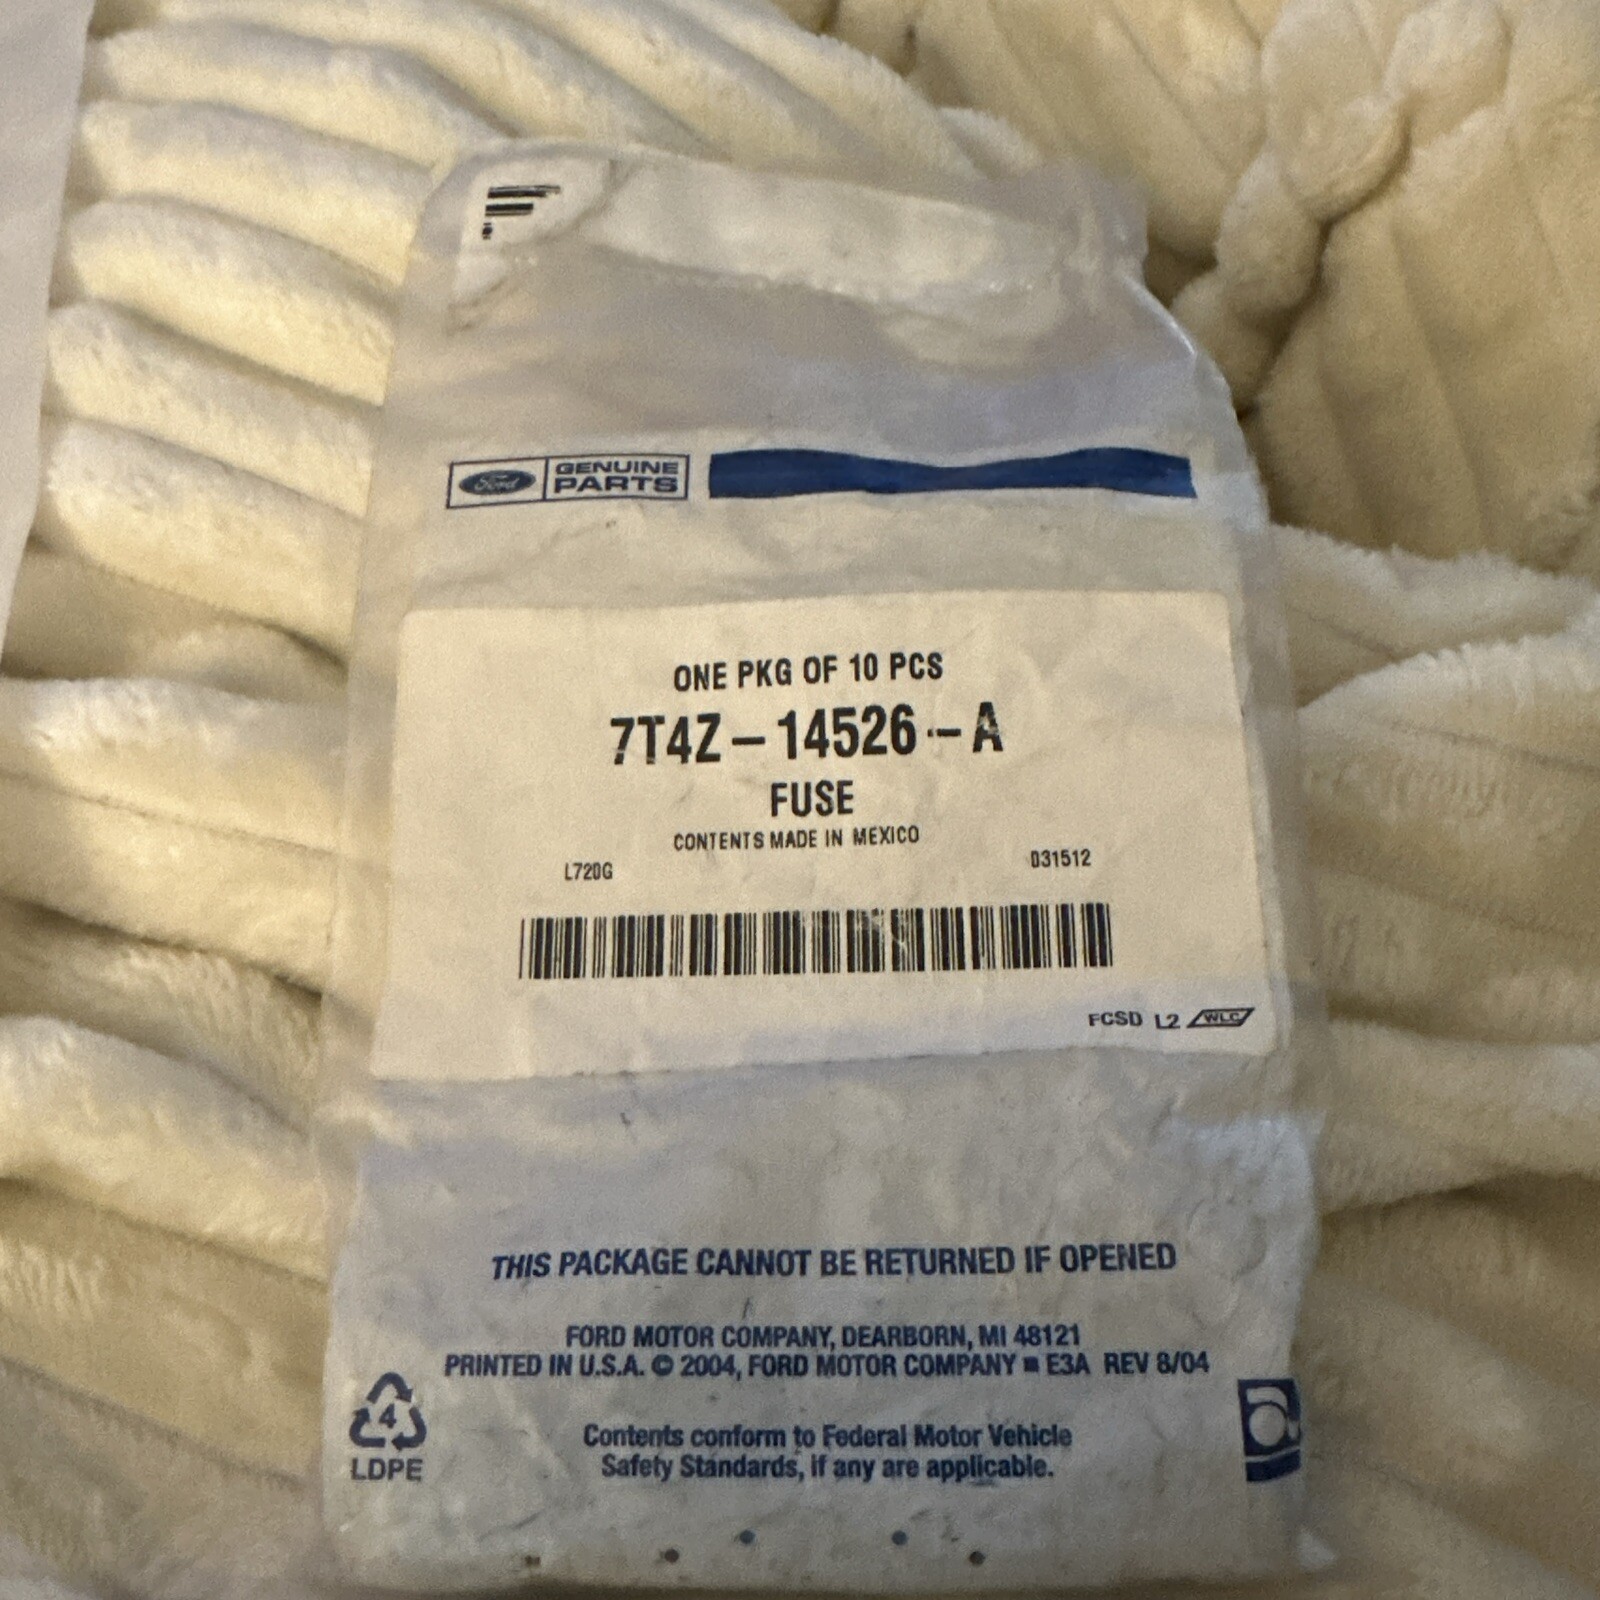 Ford GENUINE
PARTS
ONE PKG OF 10 PCS
7T4Z-14526-A
FUSE
CONTENTS MADE IN MEXICO
L720G 031512
FCSD L2 WLC
THIS PACKAGE CANNOT BE RETURNED IF OPENED
FORD MOTOR COMPANY, DEARBORN, MI 48121
PRINTED IN U.S.A. © 2004, FORD MOTOR COMPANY ■ E3A REV 8/04
4
LDPE
Contents conform to Federal Motor Vehicle
Safety Standards, if any are applicable.
a